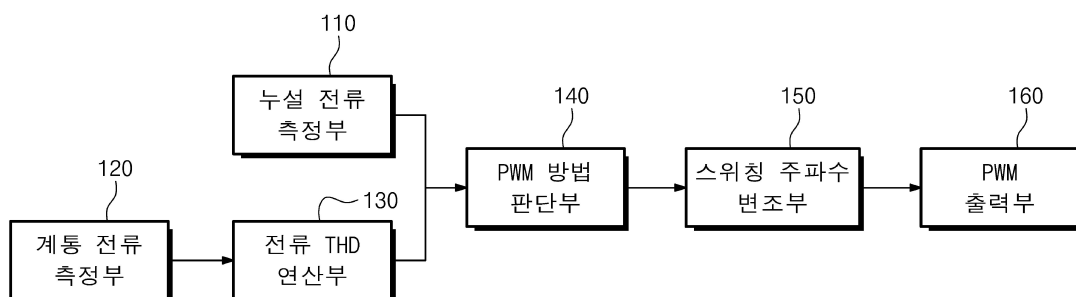 110
누설 전류
측정부
120
계통 전류
측정부
130
전류 THD
연산부
140
PWM 방법
판단부
150
스위칭 주파수
변조부
160
PWM
출력부